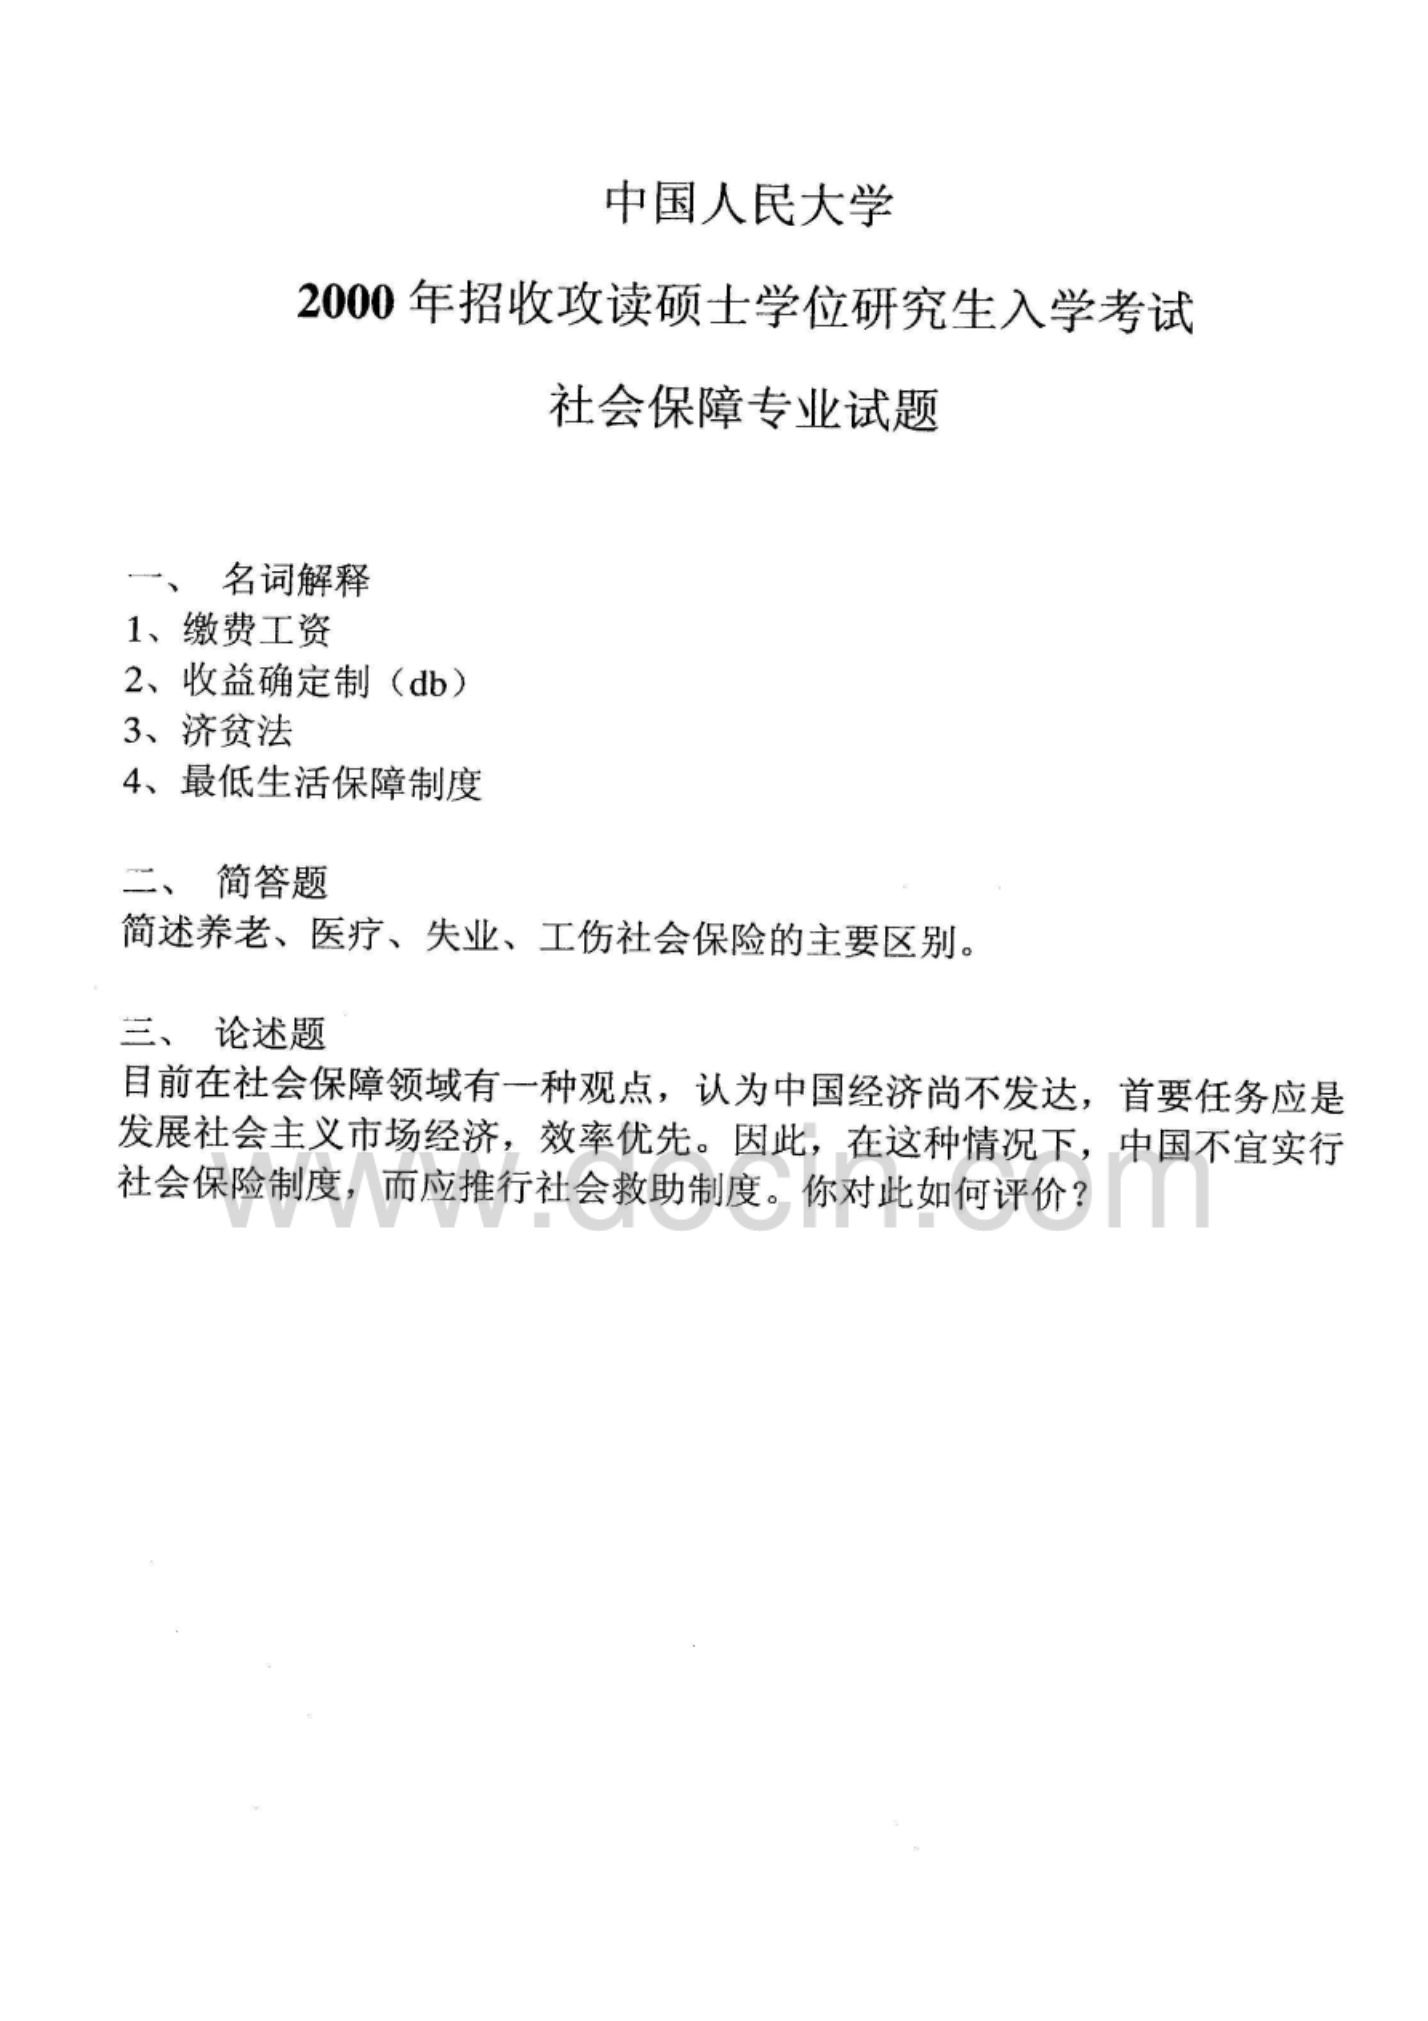 中国人民大学
2000 年招收攻读硕士学位研究生入学考试
社会保障专业试题
一、 名词解释
1、缴费工资
2、收益确定制（db）
3、济贫法
4、最低生活保障制度
二、 简答题
简述养老、医疗、失业、工伤社会保险的主要区别。
三、 论述题
目前在社会保障领域有一种观点，认为中国经济尚不发达，首要任务应是
发展社会主义市场经济，效率优先。因此，在这种情况下，中国不宜实行
社会保险制度，而应推行社会救助制度。你对此如何评价？
www.docin.com